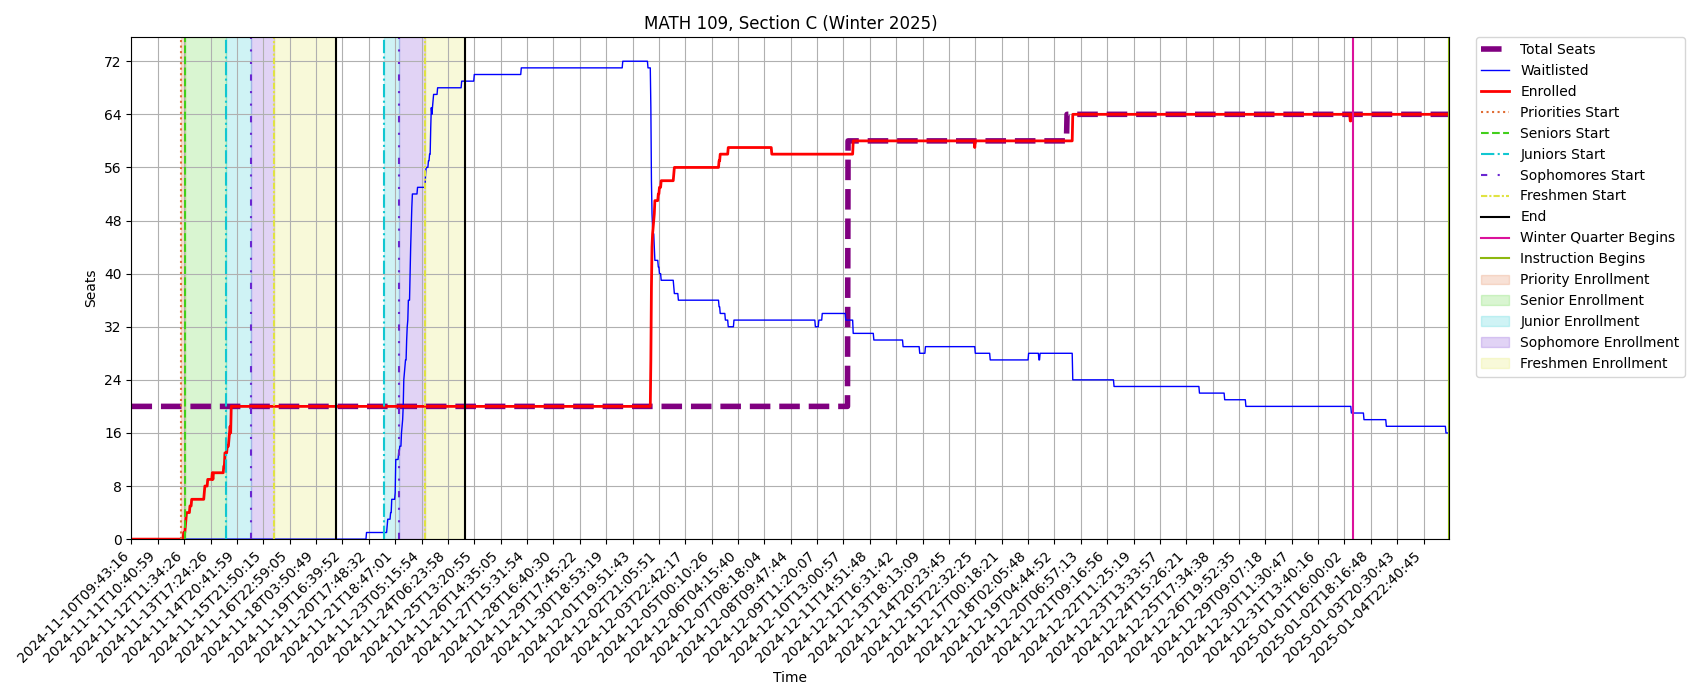 MATH 109, Section C (Winter 2025)
72
64
56
48
40
32
24
16
8
0
Seats
2024-11-10T09:43:16
2024-11-11T10:40:59
2024-11-12T11:34:26
2024-11-13T17:24:26
2024-11-14T20:41:59
2024-11-15T21:50:15
2024-11-16T22:59:05
2024-11-18T03:50:49
2024-11-19T16:39:52
2024-11-20T17:48:32
2024-11-21T18:47:01
2024-11-23T05:15:54
2024-11-24T06:23:58
2024-11-26T13:20:55
2024-11-26T14:35:05
2024-11-27T15:31:54
2024-11-28T16:40:30
2024-11-29T17:45:22
2024-11-30T18:53:19
2024-12-01T19:51:43
2024-12-02T21:05:51
2024-12-03T22:42:17
2024-12-05T00:10:26
2024-12-06T04:15:40
2024-12-07T08:18:04
2024-12-08T09:47:44
2024-12-09T11:20:07
2024-12-10T13:00:57
2024-12-11T14:51:48
2024-12-12T16:31:42
2024-12-13T18:13:09
2024-12-14T20:23:45
2024-12-15T22:32:25
2024-12-17T00:18:21
2024-12-18T02:05:48
2024-12-19T04:44:52
2024-12-20T06:57:13
2024-12-21T09:16:56
2024-12-22T11:25:19
2024-12-23T13:33:57
2024-12-24T15:26:21
2024-12-25T17:34:38
2024-12-26T19:52:35
2024-12-29T09:07:18
2024-12-30T11:30:47
2024-12-31T13:40:16
2025-01-01T16:00:02
2025-01-02T18:16:48
2025-01-03T20:30:43
2025-01-04T22:40:45
Time
Total Seats
Waitlisted
Enrolled
Priorities Start
Seniors Start
Juniors Start
Sophomores Start
Freshmen Start
End
Winter Quarter Begins
Instruction Begins
Priority Enrollment
Senior Enrollment
Junior Enrollment
Sophomore Enrollment
Freshmen Enrollment